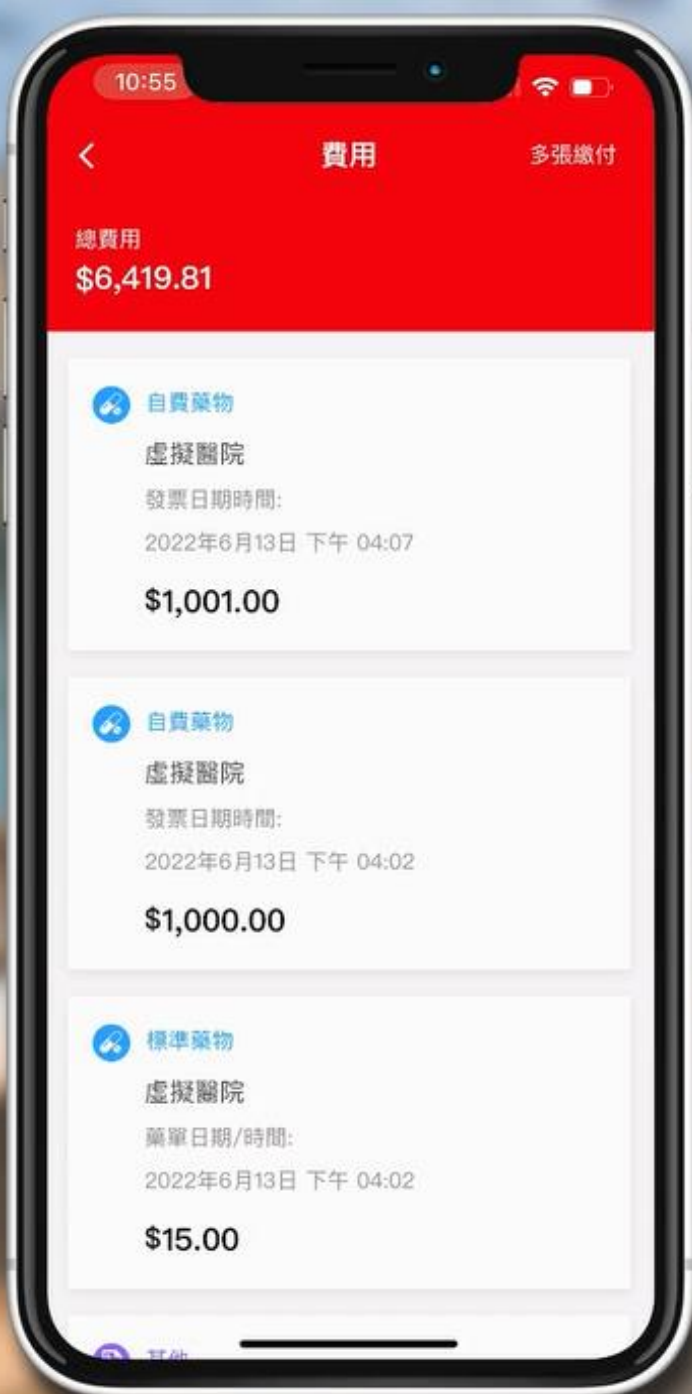 10:55
費用
多張繳付
總費用
$6,419.81
自費藥物
虛擬醫院
發票日期時間:
2022年6月13日 下午 04:07
$1,001.00
自費藥物
虛擬醫院
發票日期時間:
2022年6月13日 下午 04:02
$1,000.00
標準藥物
虛擬醫院
藥單日期/時間:
2022年6月13日 下午 04:02
$15.00
其他